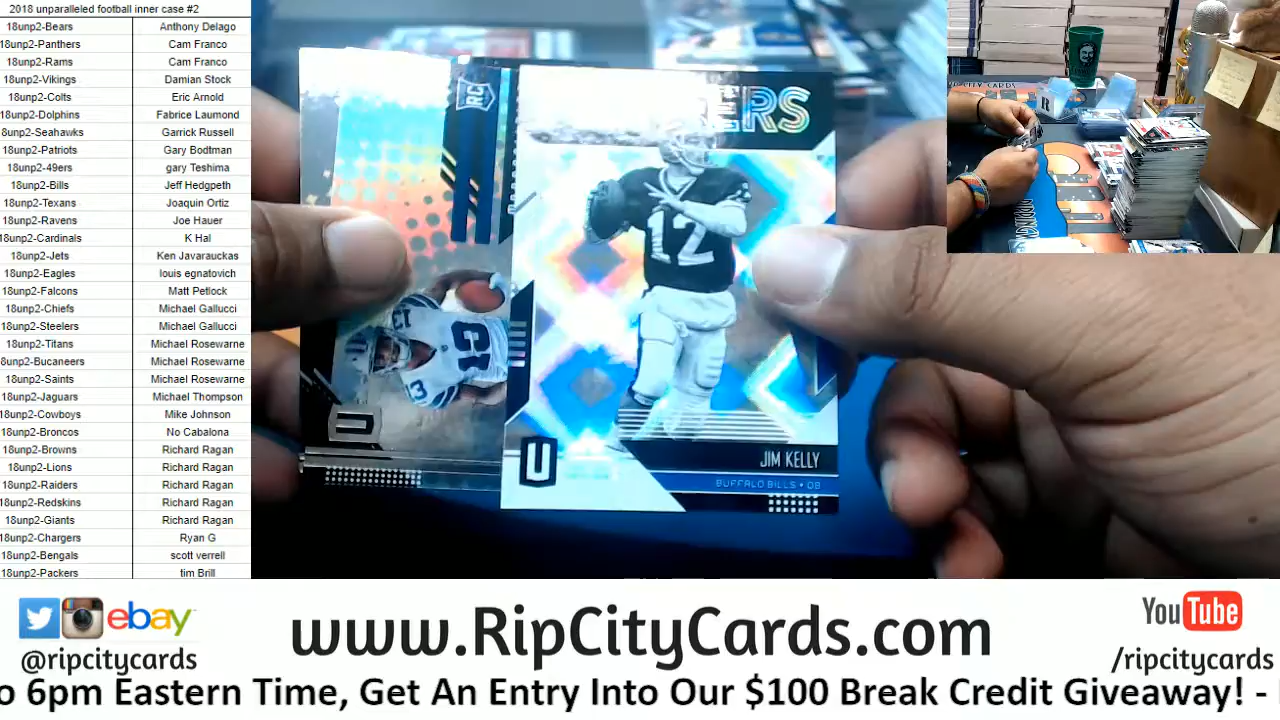 2018 unparalleled football inner case #2
18unp2-Bears Anthony Delago
18unp2-Panthers Cam Franco
18unp2-Rams Cam Franco
18unp2-Vikings Damian Stock
18unp2-Colts Eric Arnold
18unp2-Dolphins Fabrice Laumond
18unp2-Seahawks Garrick Russell
18unp2-Patriots Gary Bodtman
18unp2-49ers gary Teshima
18unp2-Bills Jeff Hedgpeth
18unp2-Texans Joaquin Ortiz
18unp2-Ravens Joe Hauer
18unp2-Cardinals K Hal
18unp2-Jets Ken Javarauckas
18unp2-Eagles louis egnatovich
18unp2-Falcons Matt Petlock
18unp2-Chiefs Michael Gallucci
18unp2-Steelers Michael Gallucci
18unp2-Titans Michael Rosewarne
18unp2-Bucaneers Michael Rosewarne
18unp2-Saints Michael Rosewarne
18unp2-Jaguars Michael Thompson
18unp2-Cowboys Mike Johnson
18unp2-Broncos No Cabalona
18unp2-Browns Richard Ragan
18unp2-Lions Richard Ragan
18unp2-Raiders Richard Ragan
18unp2-Redskins Richard Ragan
18unp2-Giants Richard Ragan
18unp2-Chargers Ryan G
18unp2-Bengals scott verrell
18unp2-Packers tim Brill
RC
ERS
12
13
U
U
JIM KELLY
BUFFALO BILLS • QB
ebay
@ripcitycards
www.RipCityCards.com
YouTube
/ripcitycards
o 6pm Eastern Time, Get An Entry Into Our $100 Break Credit Giveaway! -